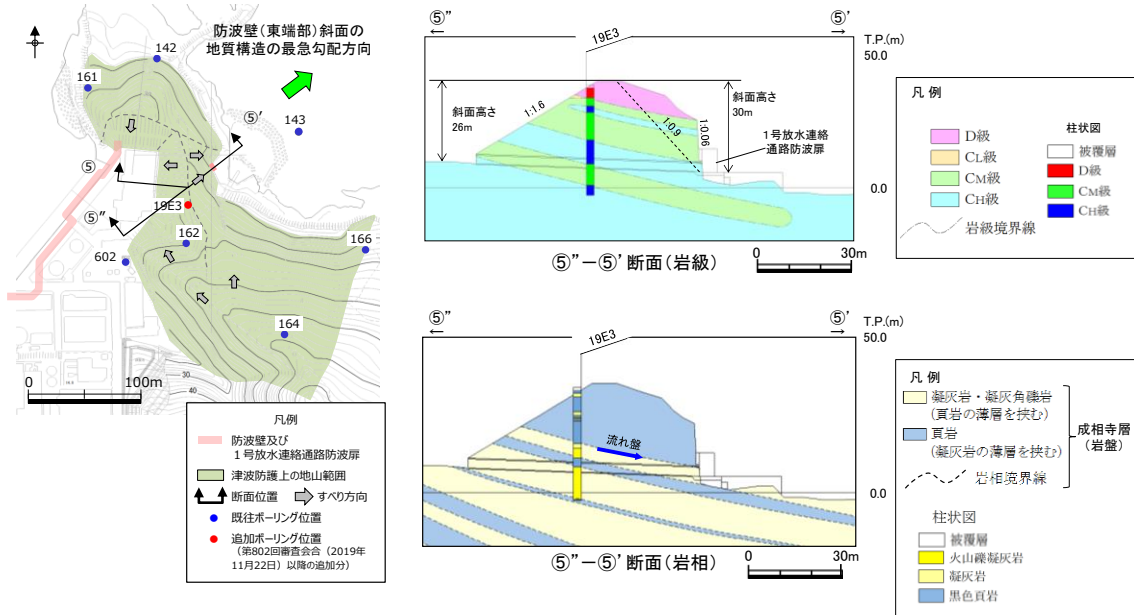 防波壁(東端部)斜面の
地質構造の最急勾配方向
142
161
143
⑤'
⑤
⑤"
19E3
162
602
166
164
40
30
0
100m
凡例
防波壁及び
1号放水連絡通路防波扉
津波防護上の地山範囲
断面位置
すべり方向
既往ボーリング位置
追加ボーリング位置
(第802回審査会合(2019年
11月22日)以降の追加分)
⑤"
⑤'
19E3
T.P.(m)
50.0
斜面高さ
26m
1:1.6
1:0.9
1:0.06
斜面高さ
30m
1号放水連絡
通路防波扉
0.0
⑤"-⑤' 断面(岩級)
0
30m
凡 例
D級
CL級
CM級
CH級
岩級境界線
柱状図
被覆層
D級
CM級
CH級
⑤"
⑤'
19E3
T.P.(m)
50.0
流れ盤
0.0
⑤"-⑤' 断面(岩相)
0
30m
凡 例
凝灰岩・凝灰角礫岩
(頁岩の薄層を挟む)
頁岩
(凝灰岩の薄層を挟む)
成相寺層
(岩盤)
岩相境界線
柱状図
被覆層
火山礫凝灰岩
凝灰岩
黒色頁岩